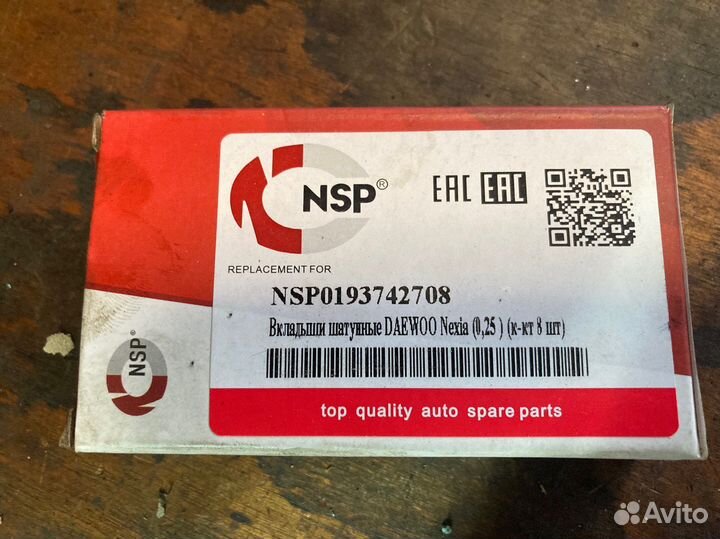 NSP®
EAC EAC
REPLACEMENT FOR
NSP0193742708
Вкладыши шатунные DAEWOO Nexia (0,25 ) (к-кт 8 шт)
top quality auto spare parts
NSP®
Avito